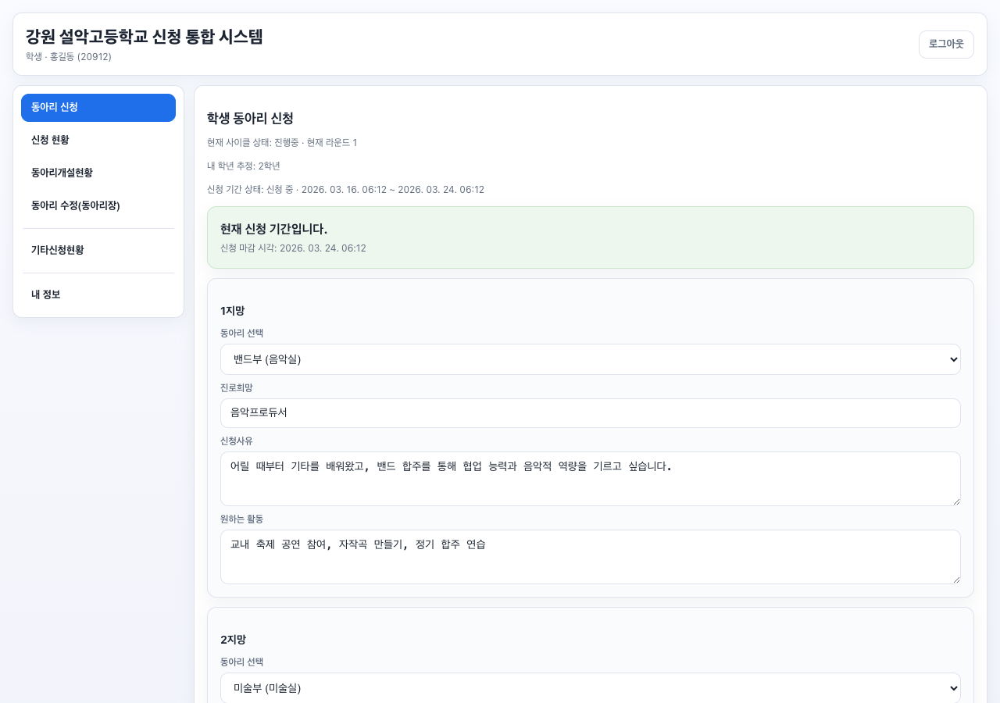 강원 설악고등학교 신청 통합 시스템
학생 · 홍길동 (20912)
로그아웃
동아리 신청
신청 현황
동아리개설현황
동아리 수정(동아리장)
기타신청현황
내 정보
학생 동아리 신청
현재 사이클 상태: 진행중 · 현재 라운드 1
내 학년 추정: 2학년
신청 기간 상태: 신청 중 · 2026. 03. 16. 06:12 ~ 2026. 03. 24. 06:12
현재 신청 기간입니다.
신청 마감 시각: 2026. 03. 24. 06:12
1지망
동아리 선택
밴드부 (음악실)
진로희망
음악프로듀서
신청사유
어릴 때부터 기타를 배워왔고, 밴드 합주를 통해 협업 능력과 음악적 역량을 기르고 싶습니다.
원하는 활동
교내 축제 공연 참여, 자작곡 만들기, 정기 합주 연습
2지망
동아리 선택
미술부 (미술실)